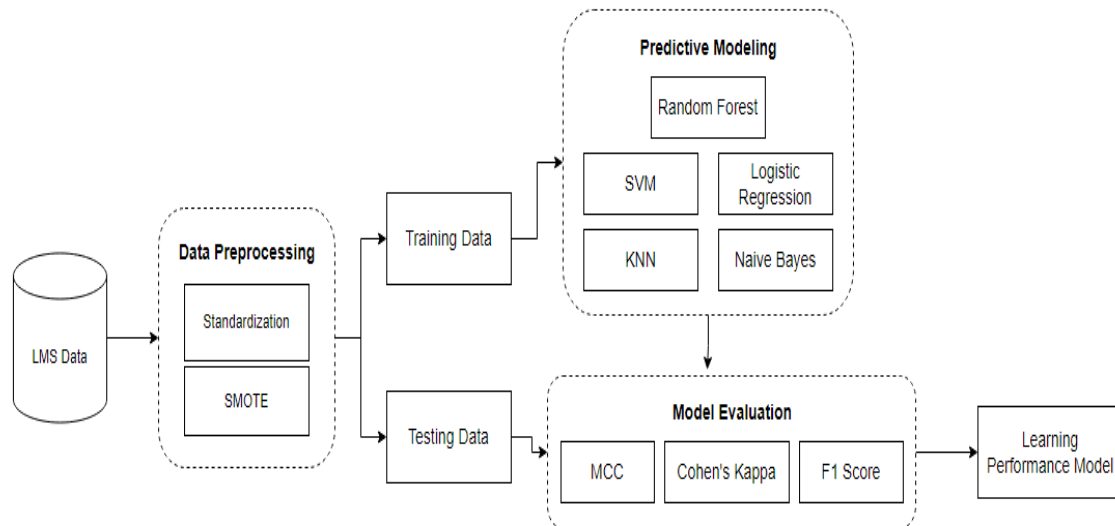 LMS Data
Data Preprocessing
Standardization
SMOTE
Training Data
Testing Data
Predictive Modeling
Random Forest
SVM
Logistic
Regression
KNN
Naive Bayes
Model Evaluation
MCC
Cohen's Kappa
F1 Score
Learning
Performance Model